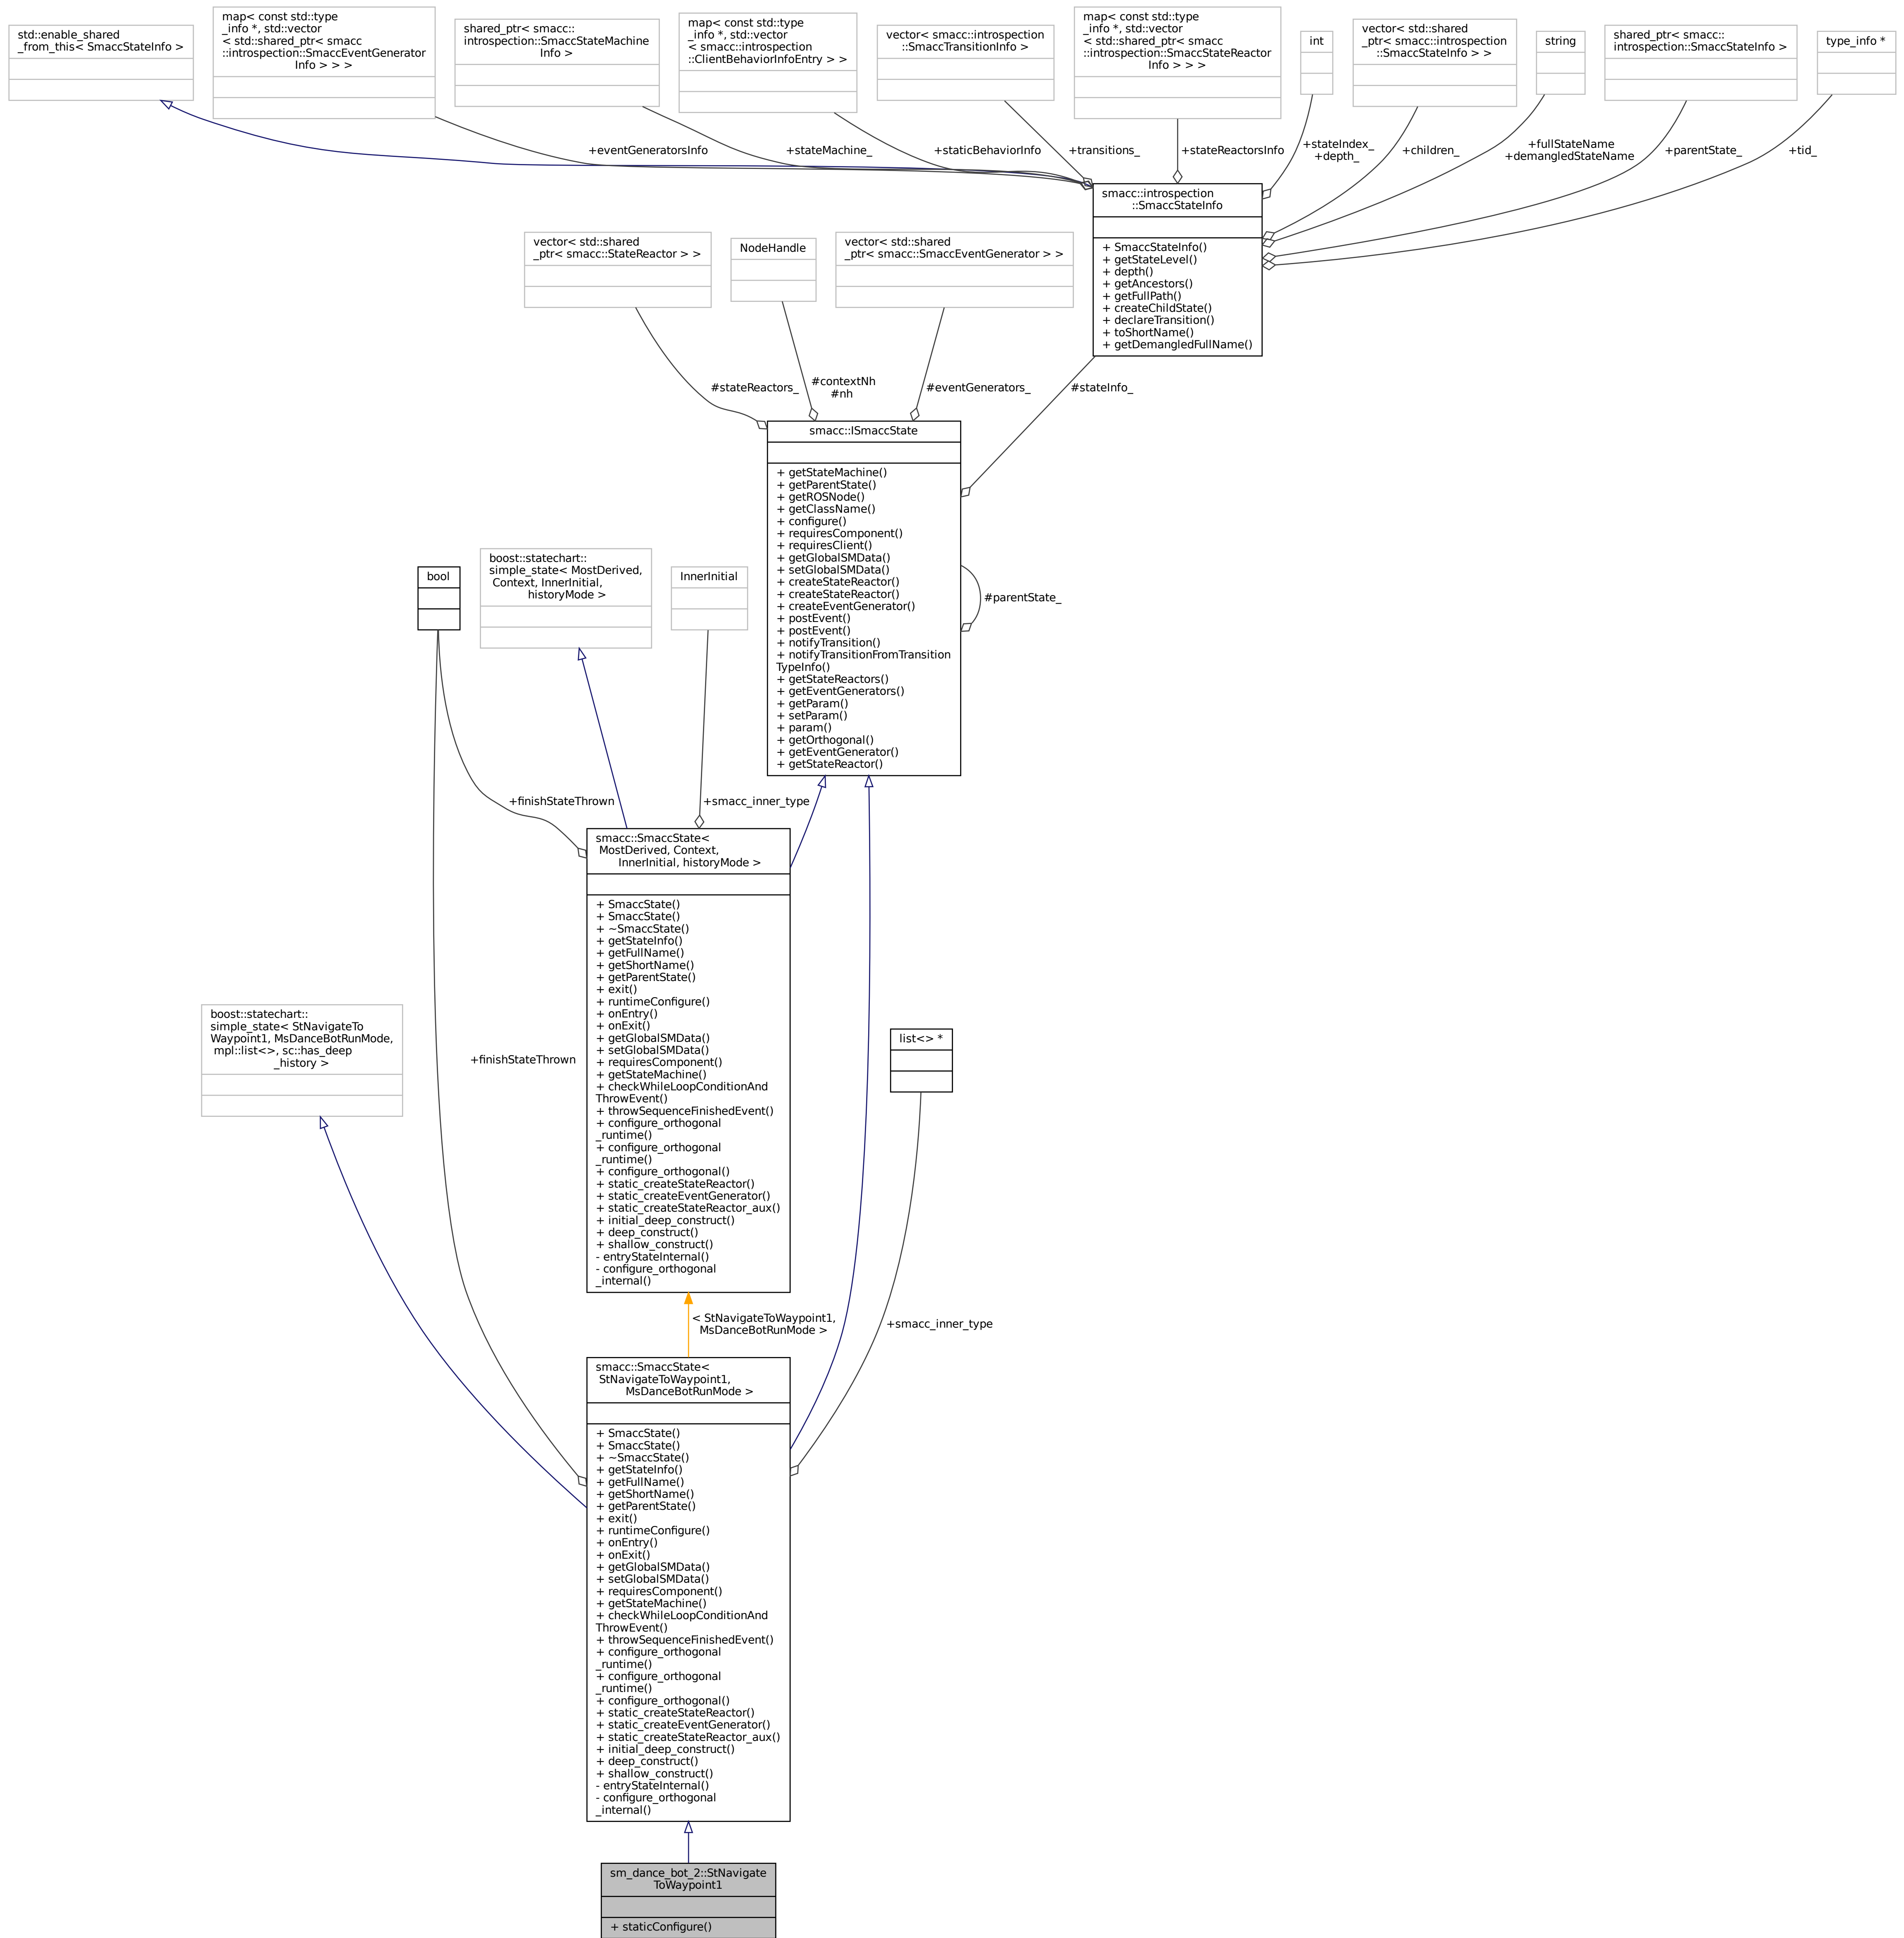 std::enable_shared
_from_this< SmaccStateInfo >
map< const std::type
_info *, std::vector
< std::shared_ptr< smacc
::introspection::SmaccEventGenerator
Info > > >
shared_ptr< smacc::
introspection::SmaccStateMachine
Info >
map< const std::type
_info *, std::vector
< smacc::introspection
::ClientBehaviorInfoEntry > >
vector< smacc::introspection
::SmaccTransitionInfo >
map< const std::type
_info *, std::vector
< std::shared_ptr< smacc
::introspection::SmaccStateReactor
Info > > >
int
vector< std::shared
_ptr< smacc::introspection
::SmaccStateInfo > >
string
shared_ptr< smacc::
introspection::SmaccStateInfo >
type_info *
+eventGeneratorsInfo
+stateMachine_
+staticBehaviorInfo
+transitions_
+stateReactorsInfo
+stateIndex_
+depth_
+children_
+fullStateName
+demangledStateName
+parentState_
+tid_
smacc::introspection
::SmaccStateInfo
+ SmaccStateInfo()
+ getStateLevel()
+ depth()
+ getAncestors()
+ getFullPath()
+ createChildState()
+ declareTransition()
+ toShortName()
+ getDemangledFullName()
vector< std::shared
_ptr< smacc::StateReactor > >
NodeHandle
vector< std::shared
_ptr< smacc::SmaccEventGenerator > >
#stateReactors_
#contextNh
#nh
#eventGenerators_
#stateInfo_
smacc::ISmaccState
+ getStateMachine()
+ getParentState()
+ getROSNode()
+ getClassName()
+ configure()
+ requiresComponent()
+ requiresClient()
+ getGlobalSMData()
+ setGlobalSMData()
+ createStateReactor()
+ createStateReactor()
+ createEventGenerator()
+ postEvent()
+ postEvent()
+ notifyTransition()
+ notifyTransitionFromTransition
TypeInfo()
+ getStateReactors()
+ getEventGenerators()
+ getParam()
+ setParam()
+ param()
+ getOrthogonal()
+ getEventGenerator()
+ getStateReactor()
#parentState_
bool
boost::statechart::
simple_state< MostDerived,
Context, InnerInitial,
historyMode >
InnerInitial
+finishStateThrown
+smacc_inner_type
smacc::SmaccState<
MostDerived, Context,
InnerInitial, historyMode >
+ SmaccState()
+ SmaccState()
+ ~SmaccState()
+ getStateInfo()
+ getFullName()
+ getShortName()
+ getParentState()
+ exit()
+ runtimeConfigure()
+ onEntry()
+ onExit()
+ getGlobalSMData()
+ setGlobalSMData()
+ requiresComponent()
+ getStateMachine()
+ checkWhileLoopConditionAnd
ThrowEvent()
+ throwSequenceFinishedEvent()
+ configure_orthogonal
_runtime()
+ configure_orthogonal
_runtime()
+ configure_orthogonal()
+ static_createStateReactor()
+ static_createEventGenerator()
+ static_createStateReactor_aux()
+ initial_deep_construct()
+ deep_construct()
+ shallow_construct()
- entryStateInternal()
- configure_orthogonal
_internal()
boost::statechart::
simple_state< StNavigateTo
Waypoint1, MsDanceBotRunMode,
mpl::list<>, sc::has_deep
_history >
+finishStateThrown
list<> *
< StNavigateToWaypoint1,
MsDanceBotRunMode >
+smacc_inner_type
smacc::SmaccState<
StNavigateToWaypoint1,
MsDanceBotRunMode >
+ SmaccState()
+ SmaccState()
+ ~SmaccState()
+ getStateInfo()
+ getFullName()
+ getShortName()
+ getParentState()
+ exit()
+ runtimeConfigure()
+ onEntry()
+ onExit()
+ getGlobalSMData()
+ setGlobalSMData()
+ requiresComponent()
+ getStateMachine()
+ checkWhileLoopConditionAnd
ThrowEvent()
+ throwSequenceFinishedEvent()
+ configure_orthogonal
_runtime()
+ configure_orthogonal
_runtime()
+ configure_orthogonal()
+ static_createStateReactor()
+ static_createEventGenerator()
+ static_createStateReactor_aux()
+ initial_deep_construct()
+ deep_construct()
+ shallow_construct()
- entryStateInternal()
- configure_orthogonal
_internal()
sm_dance_bot_2::StNavigate
ToWaypoint1
+ staticConfigure()